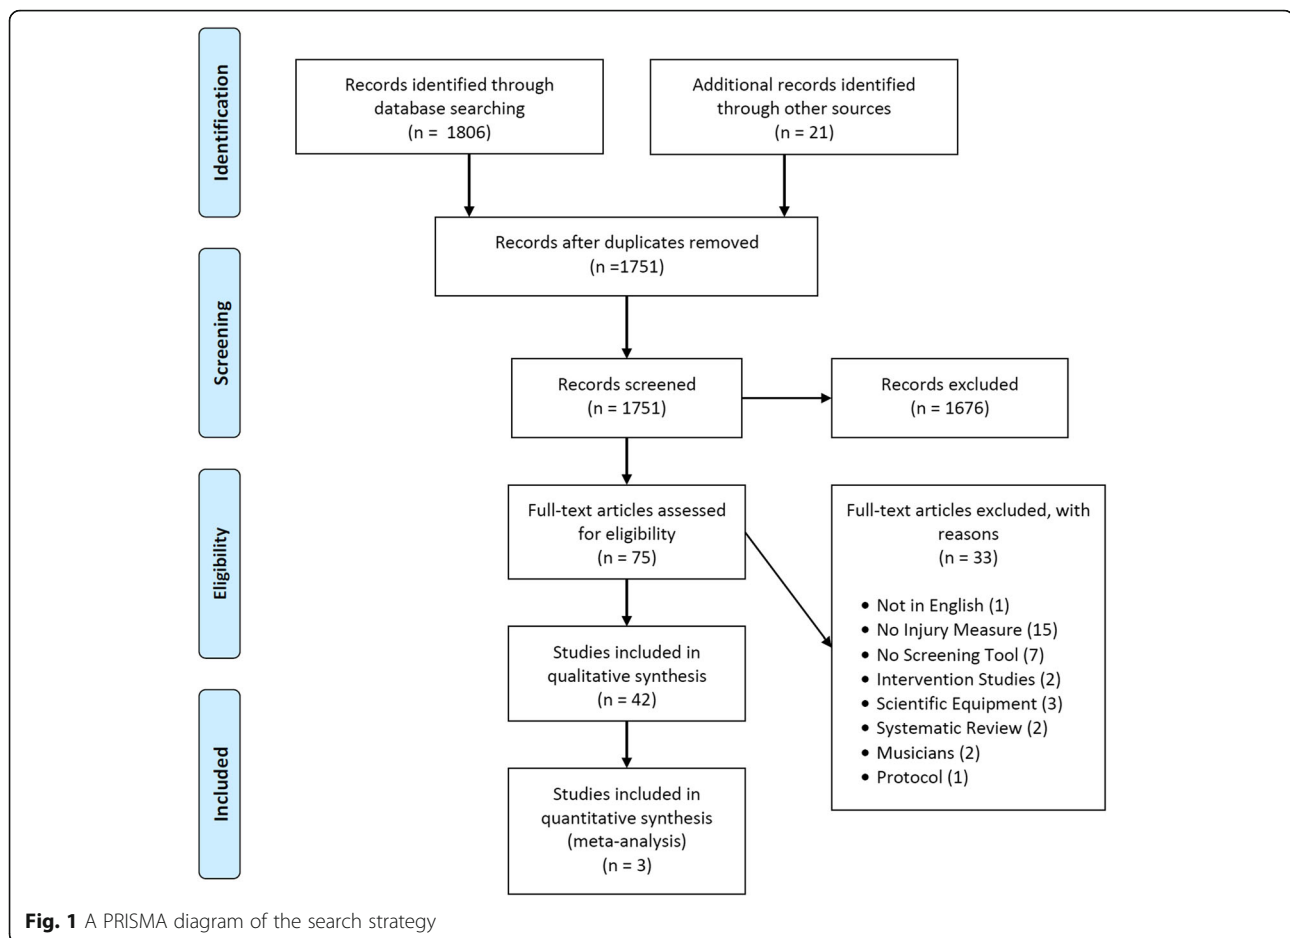 Identification
Records identified through
database searching
(n =  1806)
Additional records identified
through other sources
(n = 21)
Records after duplicates removed
(n =1751)
Screening
Records screened
(n = 1751)
Records excluded
(n = 1676)
Eligibility
Full-text articles assessed
for eligibility
(n = 75)
Full-text articles excluded, with
reasons
(n = 33)
• Not in English (1)
• No Injury Measure (15)
• No Screening Tool (7)
• Intervention Studies (2)
• Scientific Equipment (3)
• Systematic Review (2)
• Musicians (2)
• Protocol (1)
Studies included in
qualitative synthesis
(n = 42)
Included
Studies included in
quantitative synthesis
(meta-analysis)
(n = 3)
Fig. 1 A PRISMA diagram of the search strategy